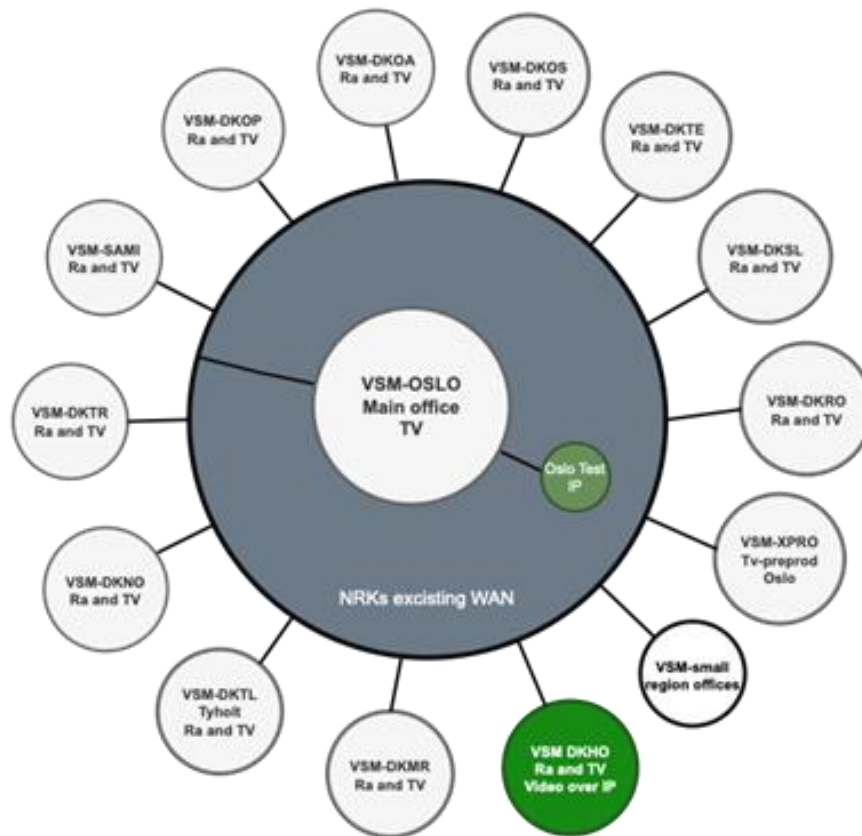 VSM-DKOA
Ra and TV
VSM-DKOS
Ra and TV
VSM-DKOP
Ra and TV
VSM-DKTE
Ra and TV
VSM-SAMI
Ra and TV
VSM-DKSL
Ra and TV
VSM-OSLO
Main office
TV
VSM-DKTR
Ra and TV
VSM-DKRO
Ra and TV
Oslo Test
IP
VSM-XPRO
Tv-preprod
Oslo
VSM-DKNO
Ra and TV
NRKs excisting WAN
VSM-small
region offices
VSM-DKTL
Tyholt
Ra and TV
VSM-DKMR
Ra and TV
VSM DKHO
Ra and TV
Video over IP